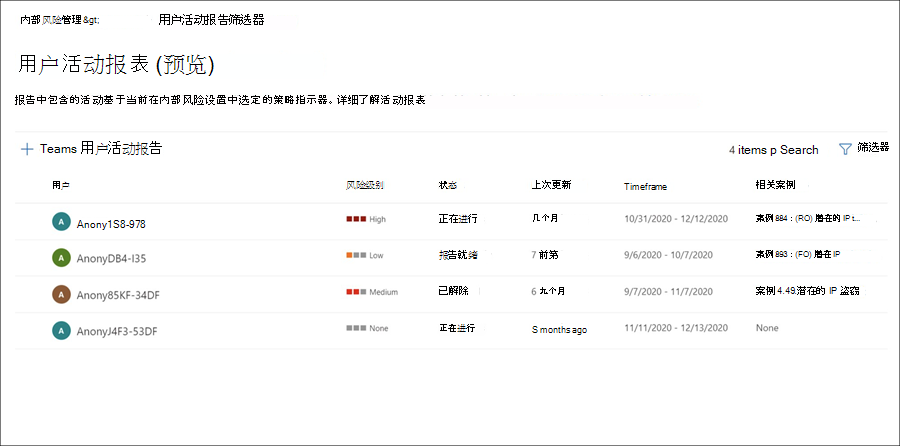 内部风险管理&gt; 用户活动报告筛选器
用户活动报表 (预览)
报告中包含的活动基于当前在内部风险设置中选定的策略指示器。详细了解活动报表
+ Teams 用户活动报告 4 items p Search 筛选器
用户 风险级别 状态 上次更新 Timeframe 相关案例
A Anony1S8-978 High 正在进行 几个月 10/31/2020 - 12/12/2020 案例 884：(RO) 潜在的 IP t...
A AnonyDB4-I35 Low 报告就绪 7 前第 9/6/2020 - 10/7/2020 案例 893：(FO) 潜在 IP
A Anony85KF-34DF Medium 已解除 6 九个月 9/7/2020 - 11/7/2020 案例 4.49:潜在的 IP 盗窃
A AnonyJ4F3-53DF None 正在进行 S months ago 11/11/2020 - 12/13/2020 None